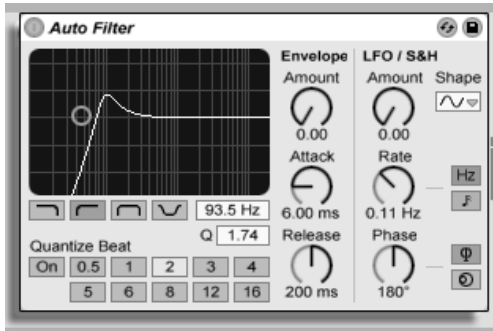 Auto Filter
Envelope LFO / S&H
Amount Amount Shape
0.00 0.00
Attack Rate
Hz
93.5 Hz 6.00 ms 0.11 Hz
Q 1.74 Release Phase
Quantize Beat
Φ
On 0.5 1 2 3 4
5 6 8 12 16 200 ms 180°